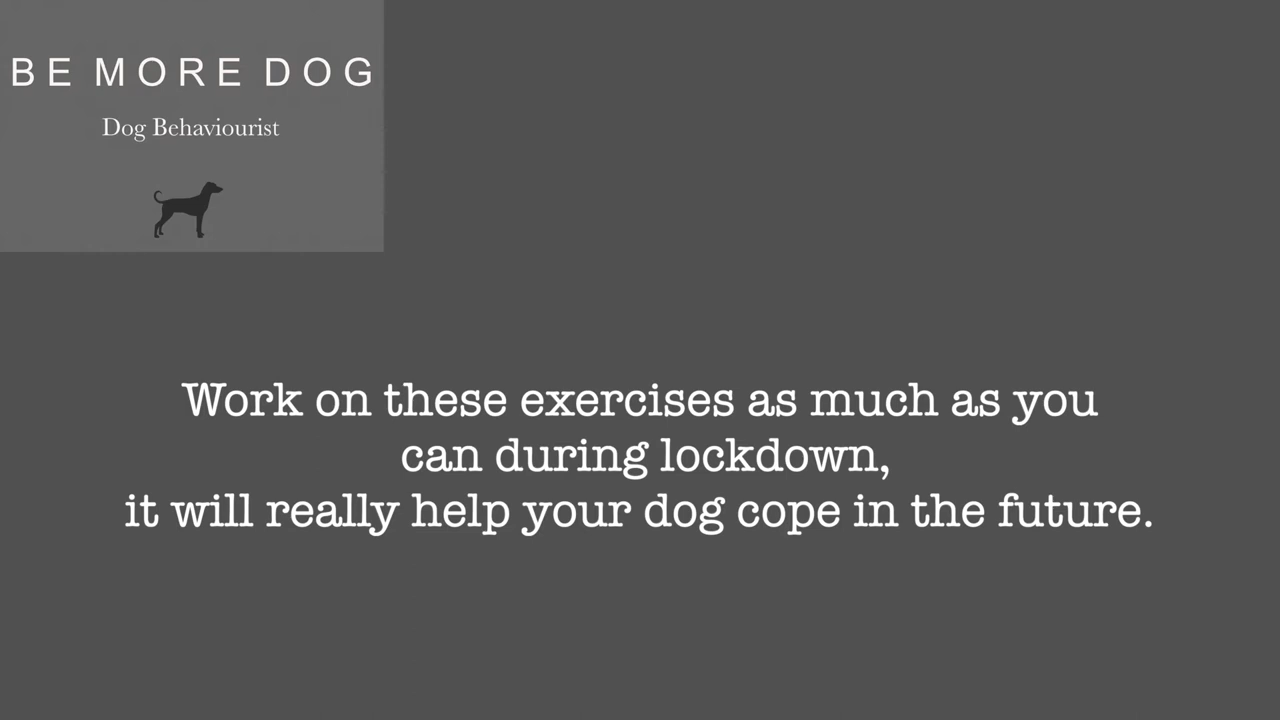 BE MORE DOG
Dog Behaviourist
Work on these exercises as much as you
can during lockdown,
it will really help your dog cope in the future.